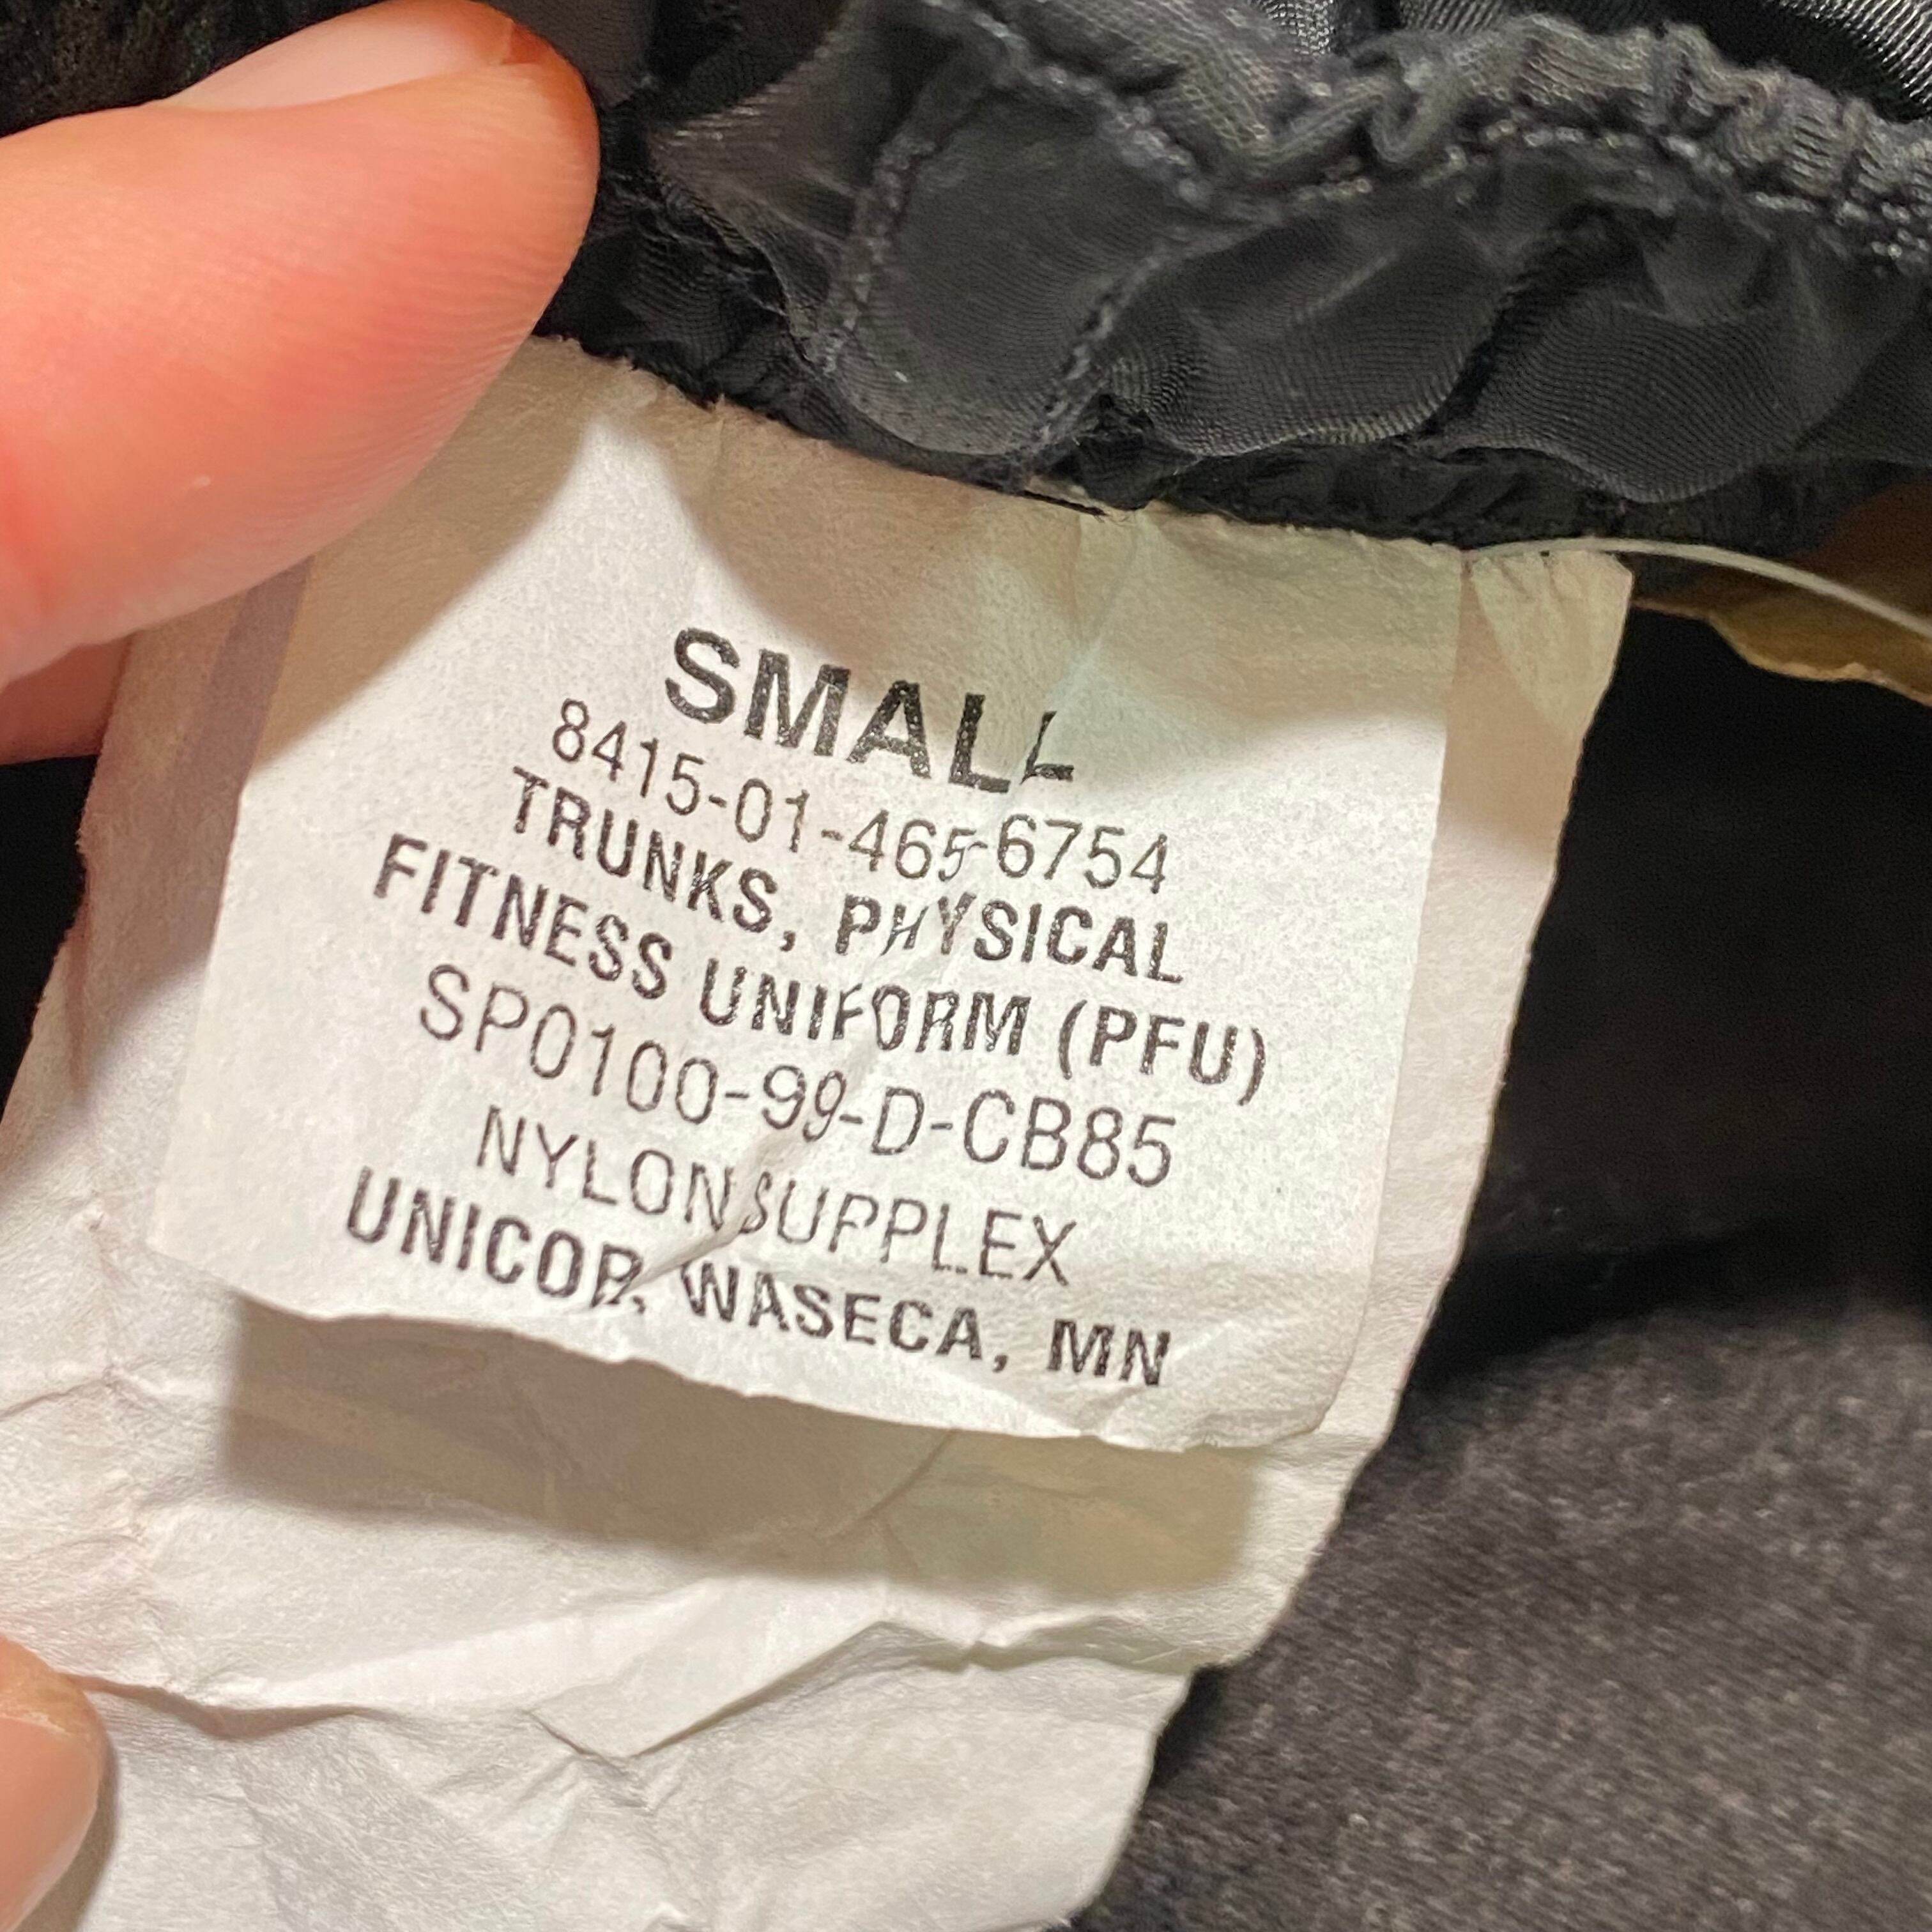 SMALL
8415-01-465-6754
TRUNKS, PHYSICAL
FITNESS UNIFORM (PFU)
SP0100-99-D-CB85
NYLON SUPPLEX
UNICOR, WASECA, MN